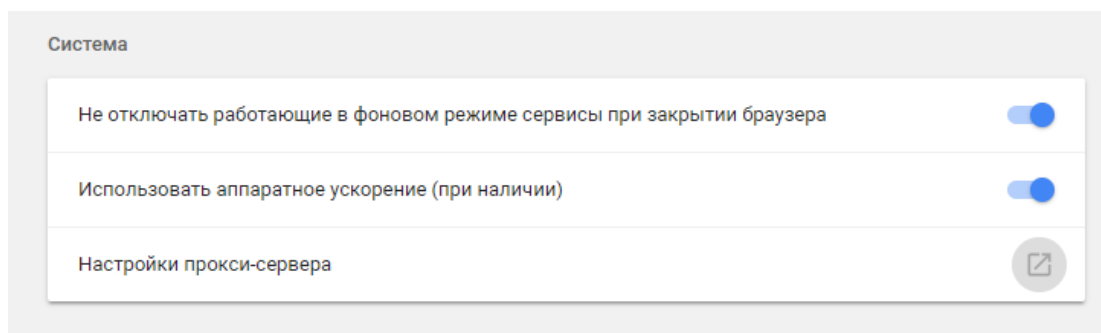 Система
Не отключать работающие в фоновом режиме сервисы при закрытии браузера
Использовать аппаратное ускорение (при наличии)
Настройки прокси-сервера